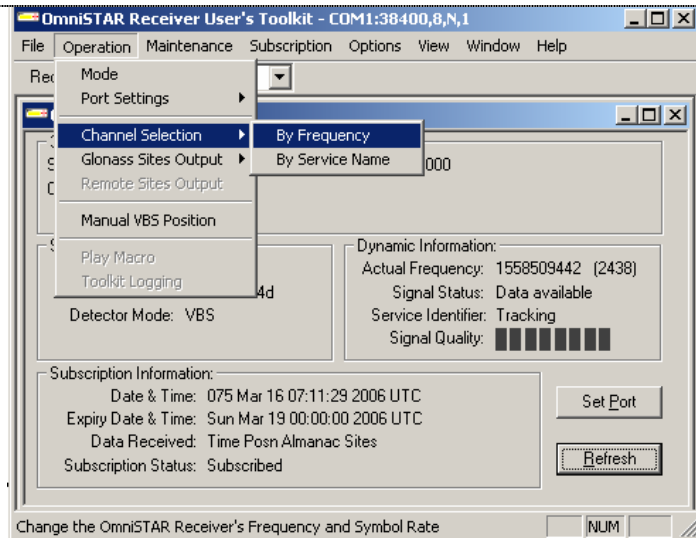 OmniSTAR Receiver User's Toolkit - COM1:38400,8,N,1
File Operation Maintenance Subscription Options View Window Help
Mode
Port Settings
Channel Selection
By Frequency
By Service Name
000
Glonass Sites Output
Remote Sites Output
Manual VBS Position
Play Macro
Toolkit Logging
4d
Detector Mode: VBS
Dynamic Information:
Actual Frequency: 1558509442 (2438)
Signal Status: Data available
Service Identifier: Tracking
Signal Quality:
Subscription Information:
Date & Time: 075 Mar 16 07:11:29 2006 UTC
Expiry Date & Time: Sun Mar 19 00:00:00 2006 UTC
Data Received: Time Posn Almanac Sites
Subscription Status: Subscribed
Set Port
Refresh
Change the OmniSTAR Receiver's Frequency and Symbol Rate
NUM